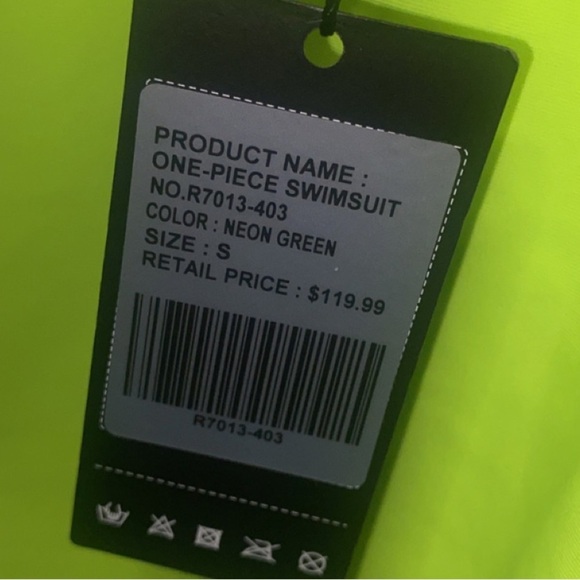 PRODUCT NAME :
ONE-PIECE SWIMSUIT
NO.R7013-403
COLOR : NEON GREEN
SIZE : S
RETAIL PRICE : $119.99
R7013-403